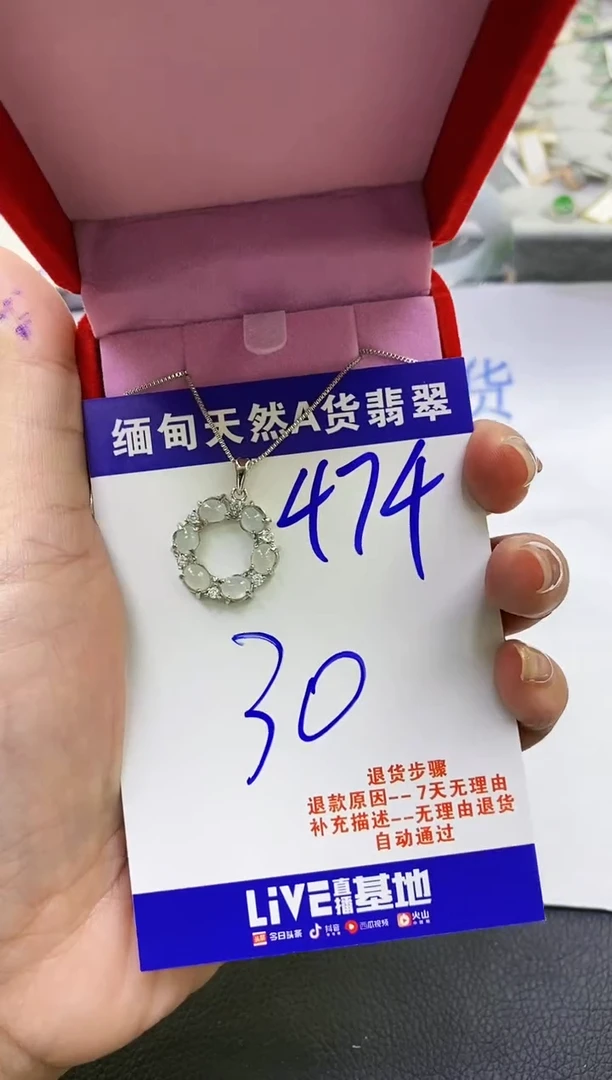 货
缅甸天然A货翡翠
474
30
退货步骤
退款原因--7天无理由
补充描述--无理由退货
自动通过
LIVE直播基地
今日头条 抖音 西瓜视频 火山